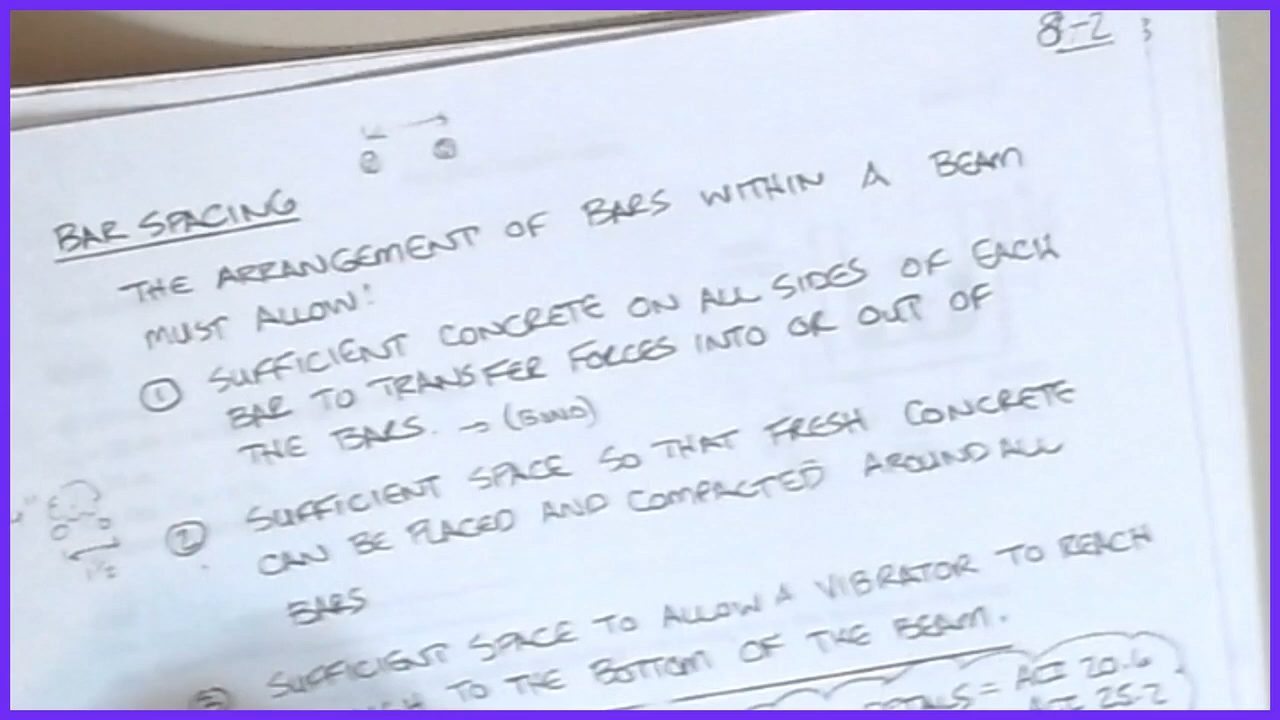 8-2
BAR SPACING
THE ARRANGEMENT OF BARS WITHIN A BEAM
MUST ALLOW:
① SUFFICIENT CONCRETE ON ALL SIDES OF EACH
BAR TO TRANSFER FORCES INTO OR OUT OF
THE BARS. → (BOND)
② SUFFICIENT SPACE SO THAT FRESH CONCRETE
CAN BE PLACED AND COMPACTED AROUND ALL
BARS
③ SUFFICIENT SPACE TO ALLOW A VIBRATOR TO REACH
TO THE BOTTOM OF THE BEAM.
= ACI 20.6
ACI 25.2